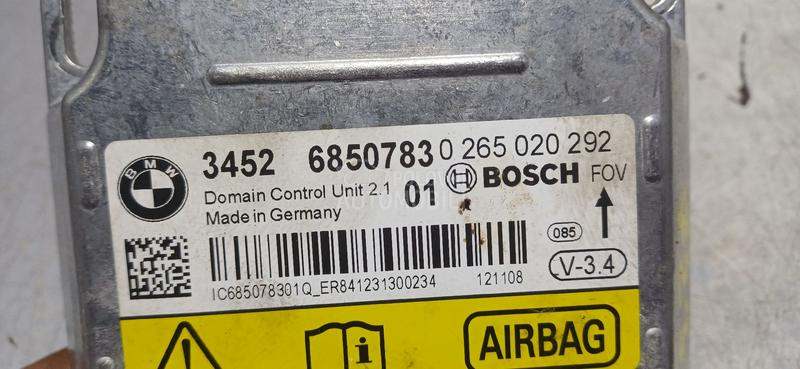 BMW
3452 6850783 0 265 020 292
Domain Control Unit 2.1 01 BOSCH FOV
Made in Germany
085
V-3.4
IC685078301Q_ER841231300234 121108
AIRBAG